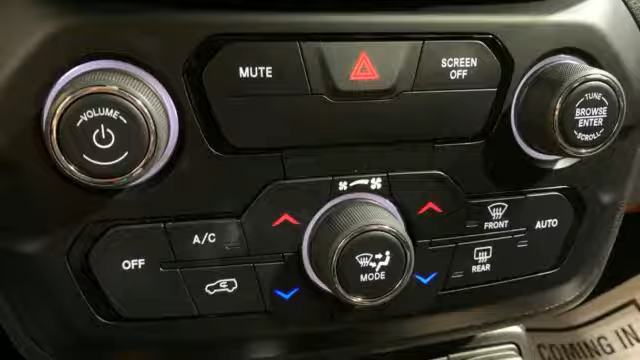 MUTE
SCREEN
OFF
VOLUME
TUNE
BROWSE
ENTER
SCROLL
A/C
FRONT
AUTO
OFF
MODE
REAR
COMING IN